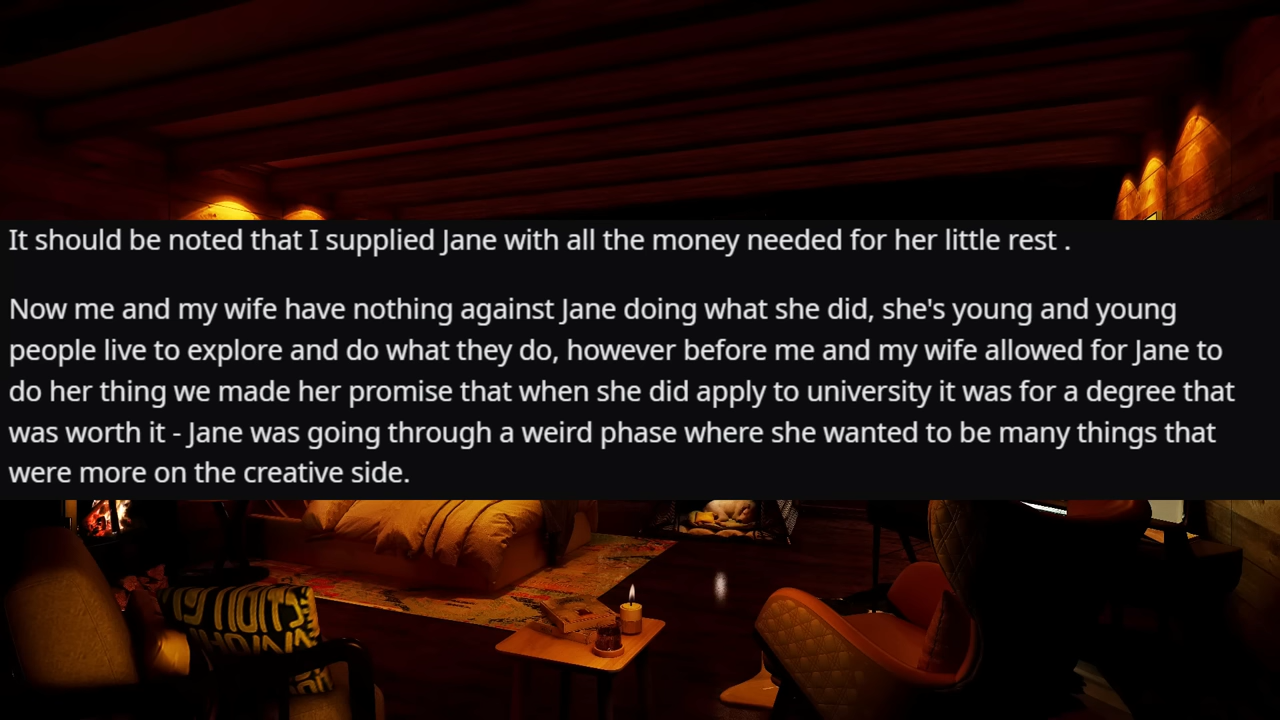 It should be noted that I supplied Jane with all the money needed for her little rest .
Now me and my wife have nothing against Jane doing what she did, she's young and young
people live to explore and do what they do, however before me and my wife allowed for Jane to
do her thing we made her promise that when she did apply to university it was for a degree that
was worth it - Jane was going through a weird phase where she wanted to be many things that
were more on the creative side.